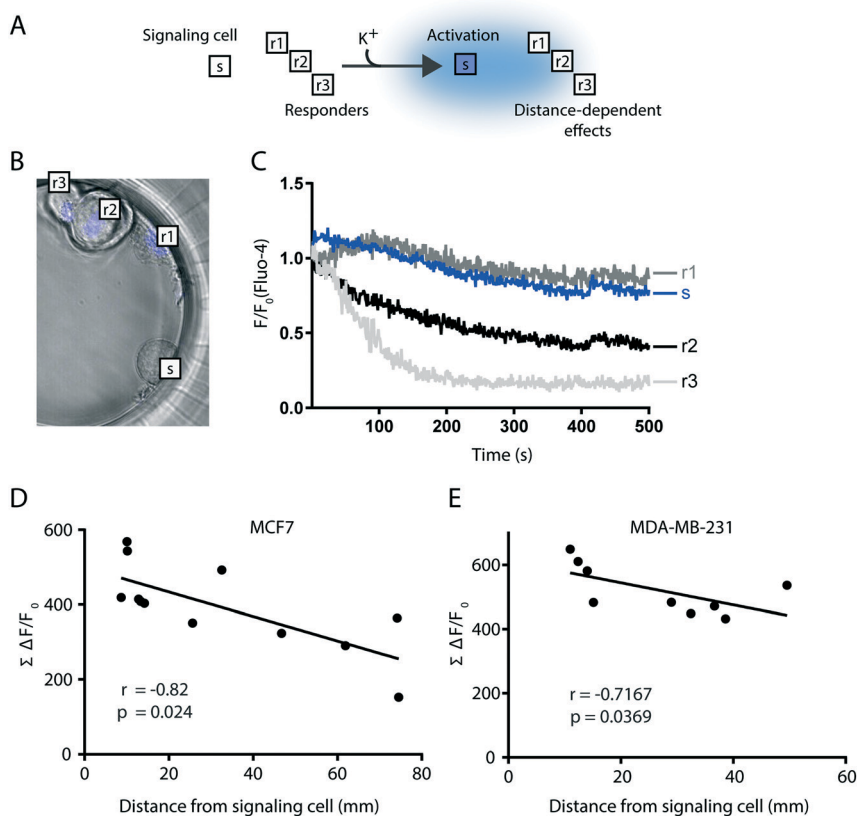 A
Signaling cell
s
r1
r2
r3
Responders
K+
Activation
s
r1
r2
r3
Distance-dependent
effects
B
r3
r2
r1
s
C
F/F0(Fluo-4)
1.5
1.0
0.5
0.0
100
200
300
400
500
Time (s)
r1
s
r2
r3
D
MCF7
Σ ΔF/F0
600
400
200
0
r = -0.82
p = 0.024
0
20
40
60
80
Distance from signaling cell (mm)
E
MDA-MB-231
Σ ΔF/F0
600
400
200
0
r = -0.7167
p = 0.0369
0
20
40
60
Distance from signaling cell (mm)